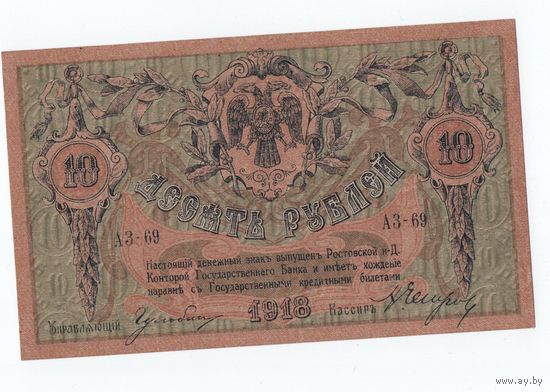 10
10
ДЕСЯТЬ РУБЛЕЙ
АЗ-69
АЗ-69
Настоящій денежный знакъ выпущенъ Ростовской н-Д.
Конторой Государственнаго Банка и имѣетъ хожденіе
наравнѣ съ Государственными кредитными билетами
1918
Управляющій
Кассиръ
www.ay.by